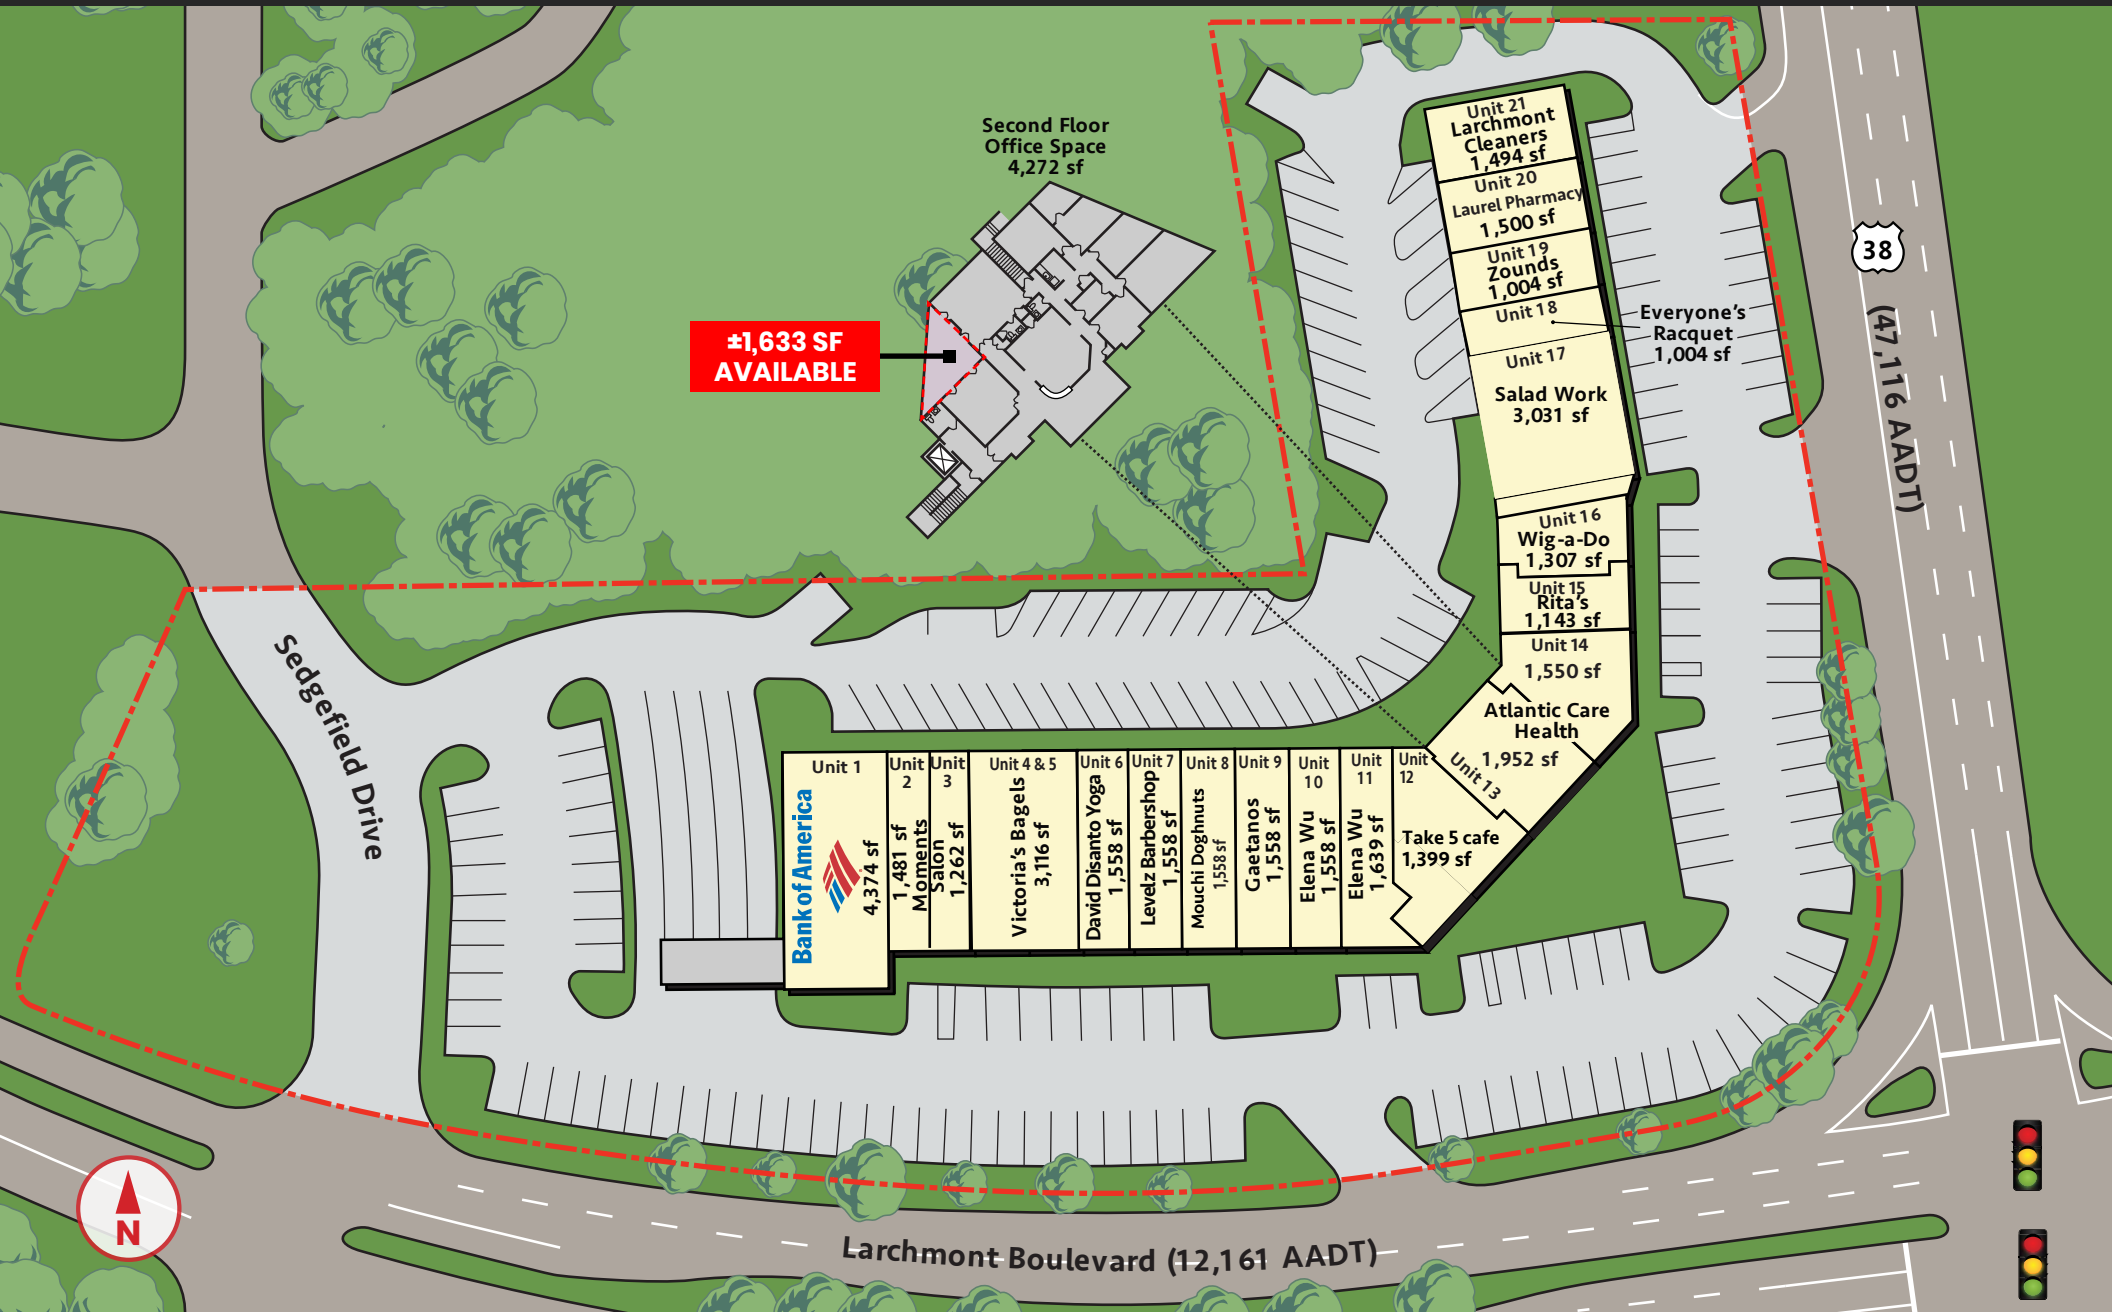 Second Floor
Office Space
4,272 sf
±1,633 SF
AVAILABLE
Unit 21
Larchmont
Cleaners
1,494 sf
Unit 20
Laurel Pharmacy
1,500 sf
Unit 19
Zounds
1,004 sf
Unit 18
Everyone's
Racquet
1,004 sf
Unit 17
Salad Work
3,031 sf
Unit 16
Wig-a-Do
1,307 sf
Unit 15
Rita's
1,143 sf
Unit 14
1,550 sf
Atlantic Care
Health
1,952 sf
Unit 13
Unit
12
Take 5 cafe
1,399 sf
Unit
11
Elena Wu
1,639 sf
Unit
10
Elena Wu
1,558 sf
Unit 9
Gaetanos
1,558 sf
Unit 8
Mouchi Doghnuts
1,558 sf
Unit 7
Levelz Barbershop
1,558 sf
Unit 6
David Disanto Yoga
1,558 sf
Unit 4 & 5
Victoria's Bagels
3,116 sf
Unit
3
Salon
1,262 sf
Unit
2
1,481 sf
Moments
Unit 1
Bank of America
4,374 sf
38
(47,116 AADT)
Sedgefield Drive
Larchmont Boulevard (12,161 AADT)
N